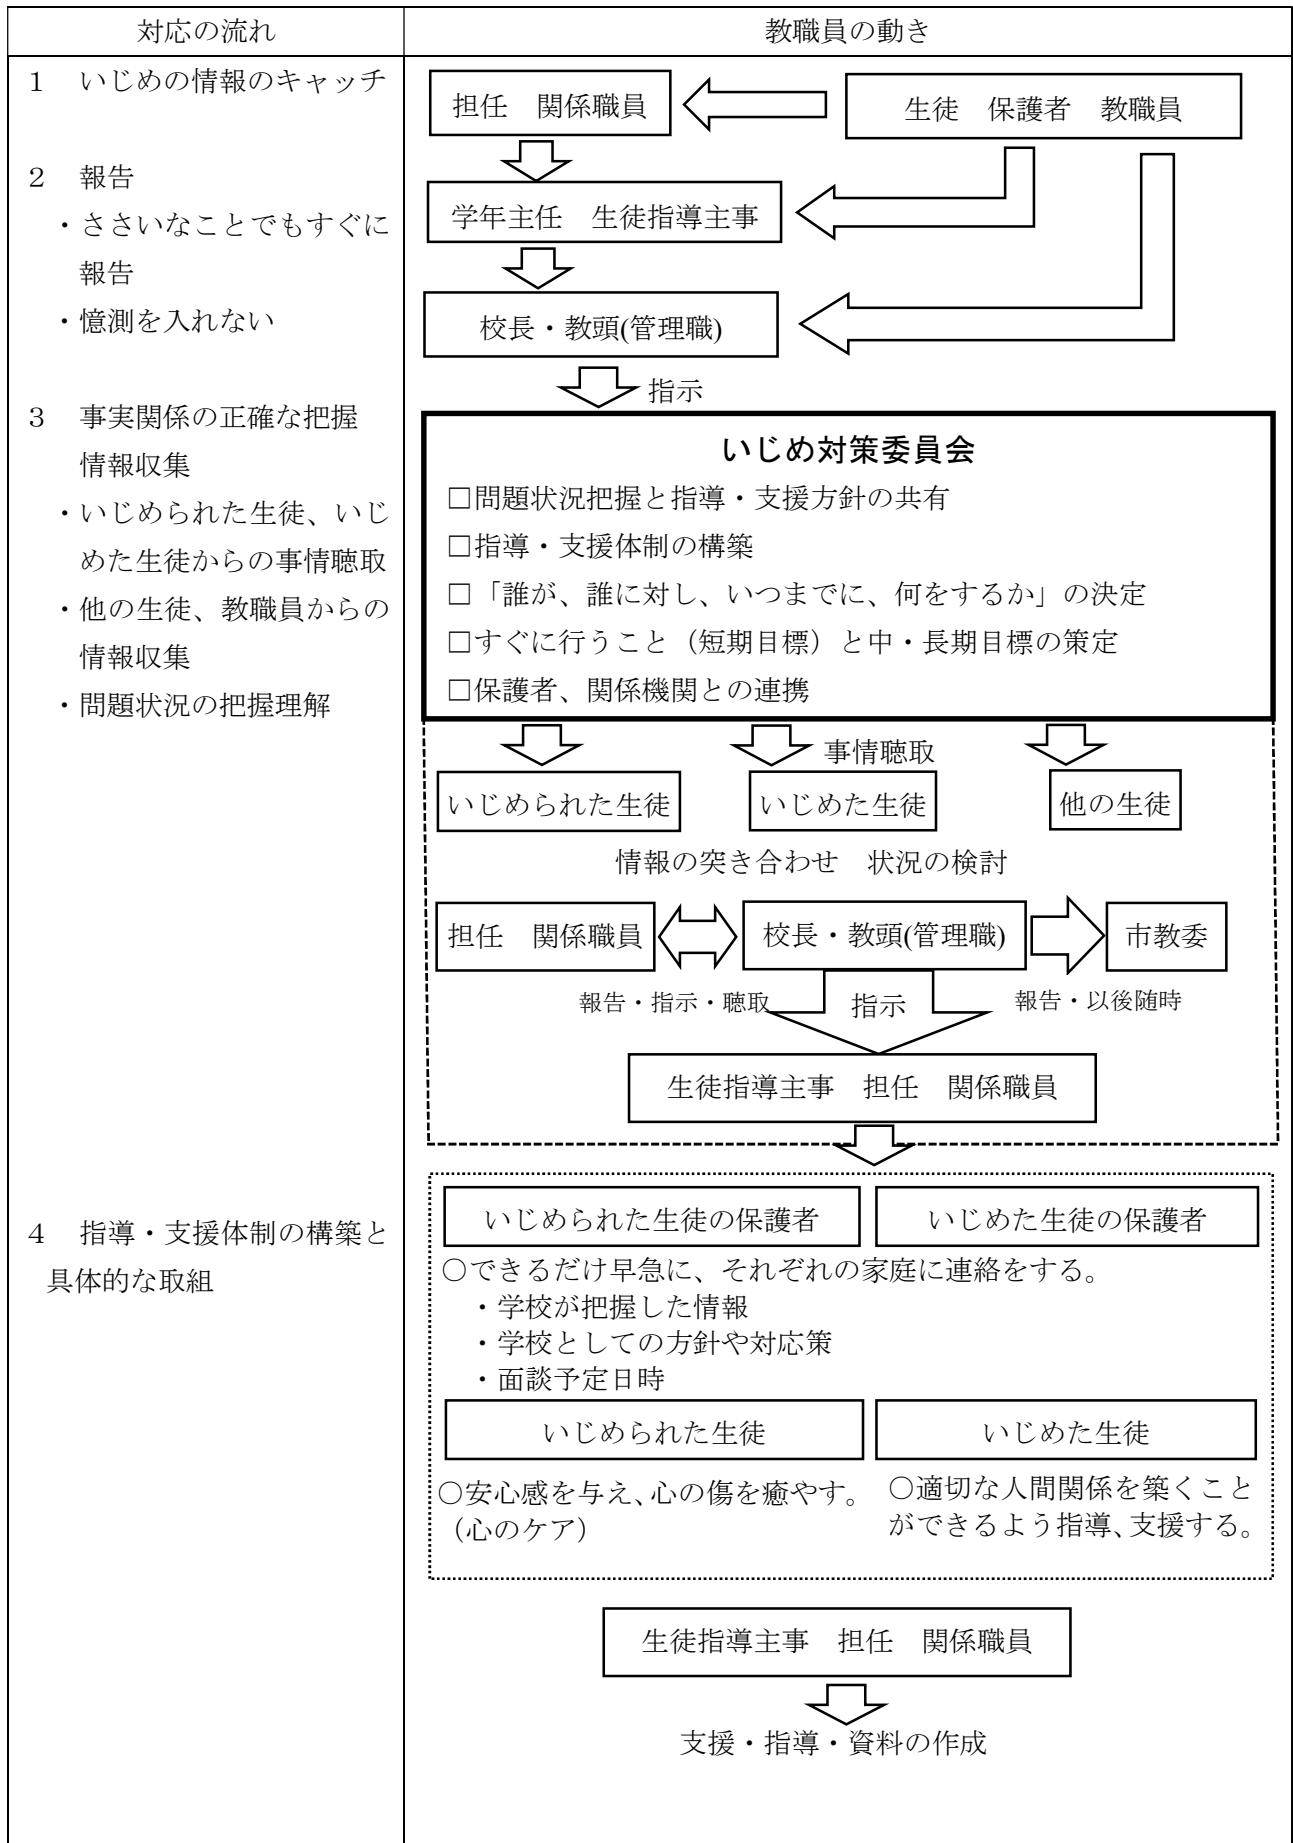 対応の流れ
教職員の動き
１　いじめの情報のキャッチ
２　報告
・ささいなことでもすぐに
報告
・憶測を入れない
３　事実関係の正確な把握
情報収集
・いじめられた生徒、いじ
めた生徒からの事情聴取
・他の生徒、教職員からの
情報収集
・問題状況の把握理解
４　指導・支援体制の構築と
具体的な取組
担任　関係職員
生徒　保護者　教職員
学年主任　生徒指導主事
校長・教頭(管理職)
指示
いじめ対策委員会
□問題状況把握と指導・支援方針の共有
□指導・支援体制の構築
□「誰が、誰に対し、いつまでに、何をするか」の決定
□すぐに行うこと（短期目標）と中・長期目標の策定
□保護者、関係機関との連携
事情聴取
いじめられた生徒
いじめた生徒
他の生徒
情報の突き合わせ　状況の検討
担任　関係職員
校長・教頭(管理職)
市教委
報告・指示・聴取
指示
報告・以後随時
生徒指導主事　担任　関係職員
いじめられた生徒の保護者
いじめた生徒の保護者
○できるだけ早急に、それぞれの家庭に連絡をする。
・学校が把握した情報
・学校としての方針や対応策
・面談予定日時
いじめられた生徒
いじめた生徒
○安心感を与え、心の傷を癒やす。
（心のケア）
○適切な人間関係を築くこと
ができるよう指導、支援する。
生徒指導主事　担任　関係職員
支援・指導・資料の作成